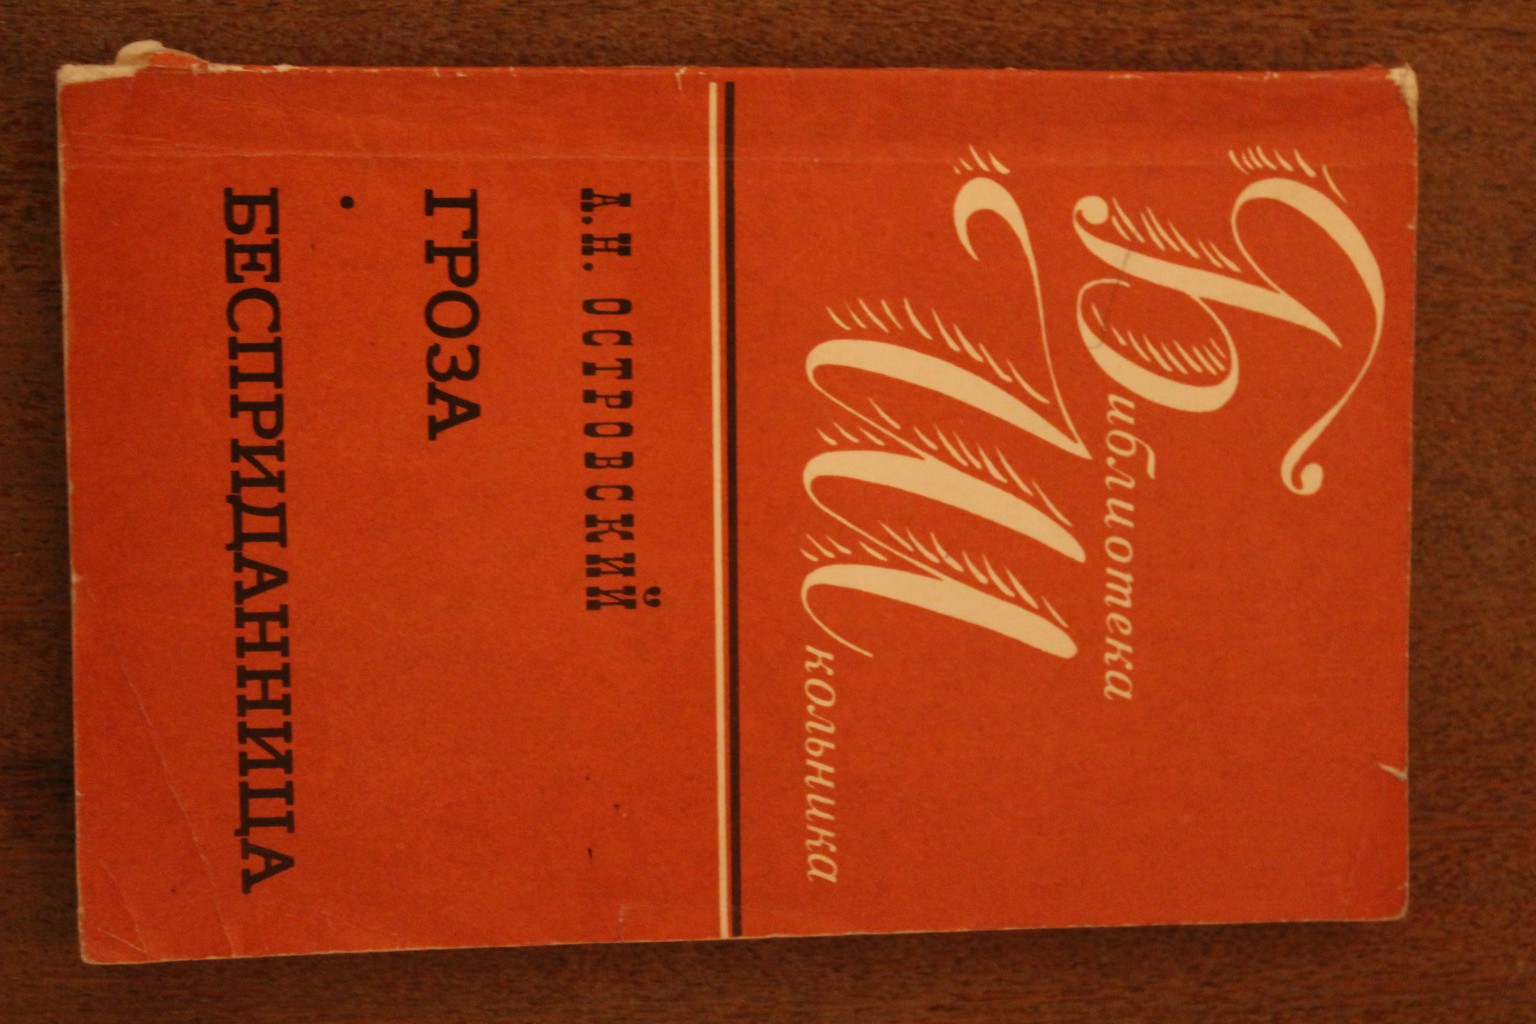 Библиотека
Школьника
А.Н. ОСТРОВСКИЙ
ГРОЗА
•
БЕСПРИДАННИЦА